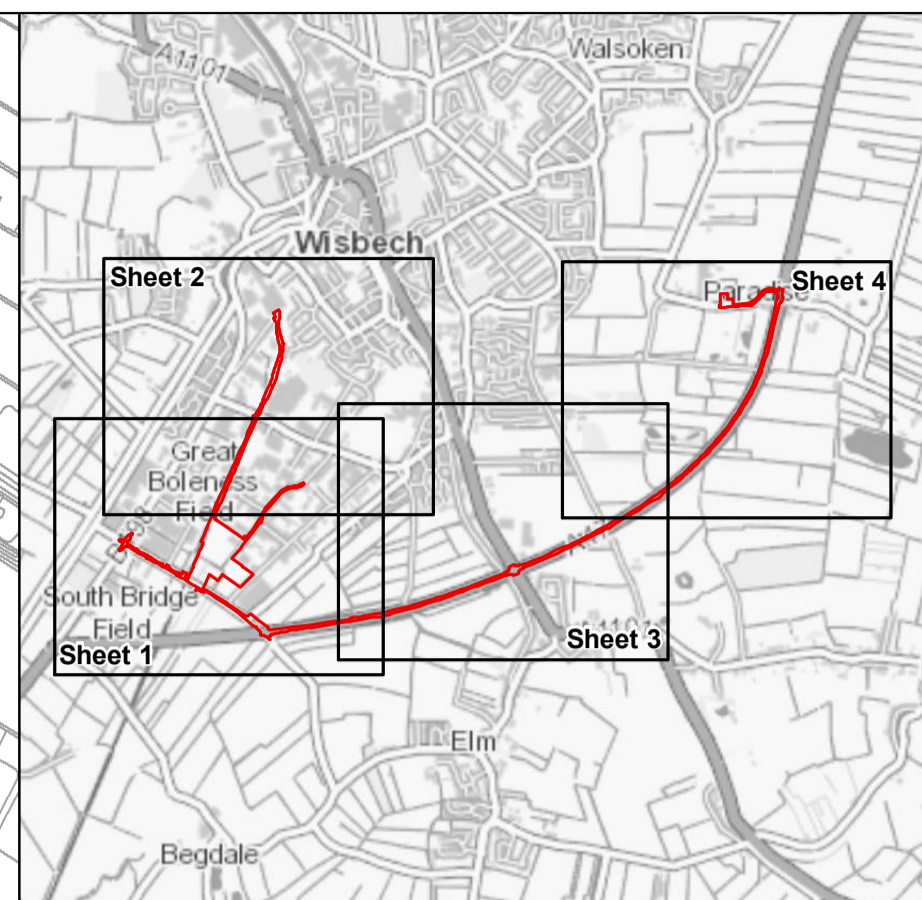 Walsoken
A1101
Wisbech
Sheet 2
Paradise
Sheet 4
Great
Boleness
Field
A47
South Bridge
Field
Sheet 1
Sheet 3
Elm
Begdale